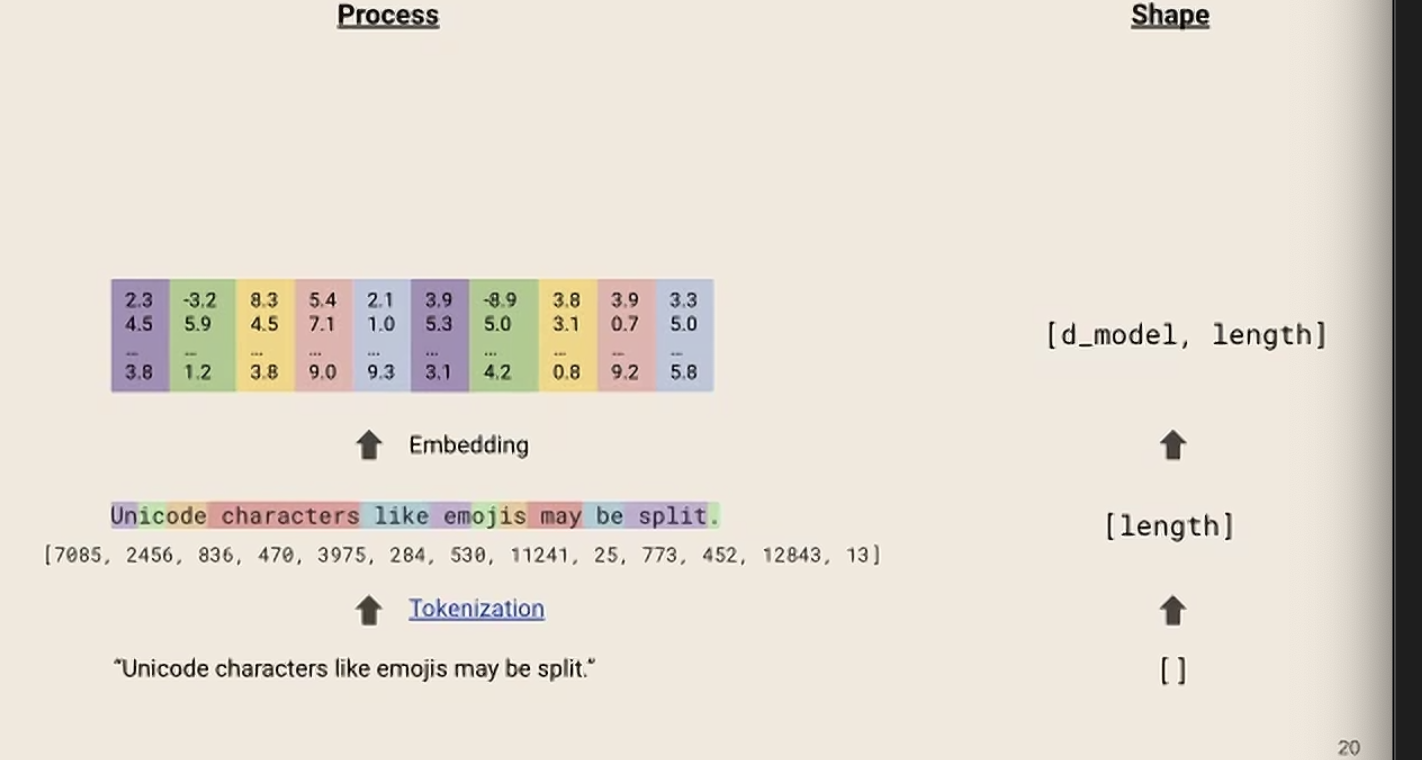 Process
Shape
2.3 -3.2 8.3 5.4 2.1 3.9 -8.9 3.8 3.9 3.3
4.5 5.9 4.5 7.1 1.0 5.3 5.0 3.1 0.7 5.0
... ... ... ... ... ... ... ... ... ...
3.8 1.2 3.8 9.0 9.3 3.1 4.2 0.8 9.2 5.8
[d_model, length]
Embedding
Unicode characters like emojis may be split.
[length]
[7085, 2456, 836, 470, 3975, 284, 530, 11241, 25, 773, 452, 12843, 13]
Tokenization
“Unicode characters like emojis may be split.”
[]
20